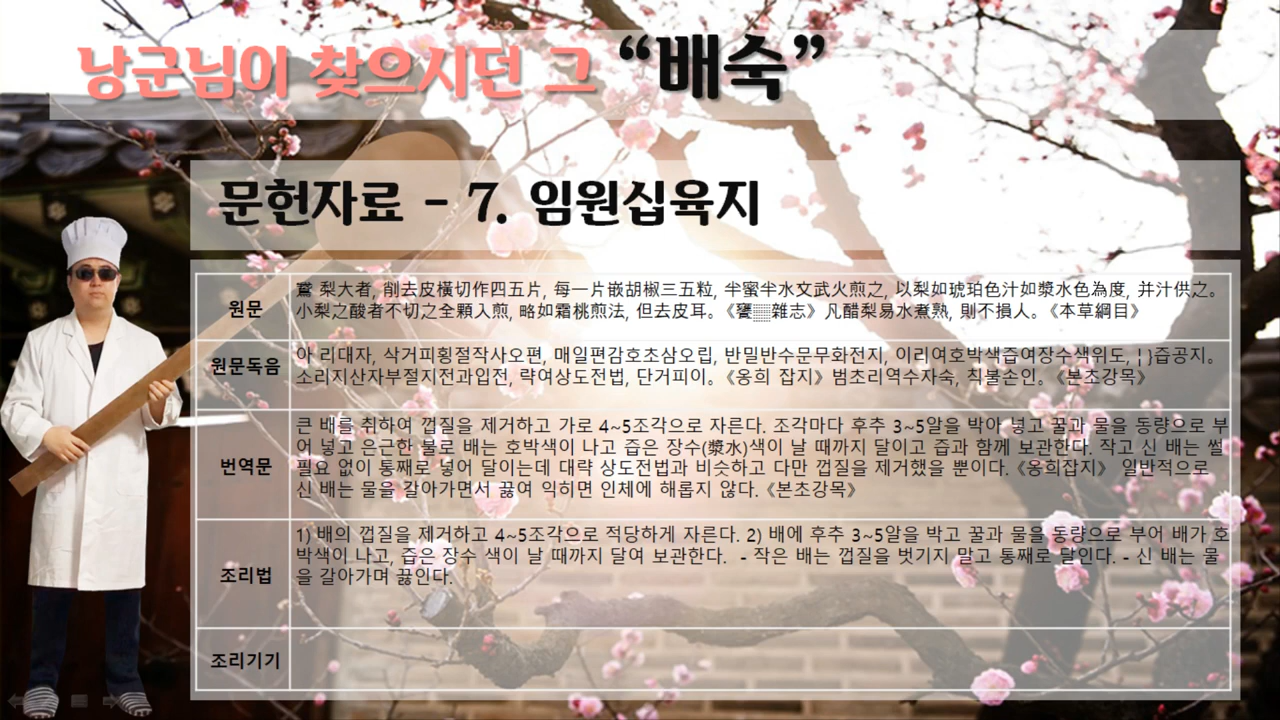 낭군님이 찾으시던 그 “배숙”
문헌자료 - 7. 임원십육지
원문
鵞 梨大者, 削去皮橫切作四五片, 每一片嵌胡椒三五粒, 半蜜半水文武火煎之, 以梨如琥珀色汁如漿水色為度, 并汁供之。
小梨之酸者不切之全顆入煎, 略如霜桃煎法, 但去皮耳。《饔▒雜志》凡醋梨易水煮熟, 則不損人。《本草綱目》
원문독음
아 리대자, 삭거피횡절작사오편, 매일편감호초삼오립, 반밀반수문무화전지, 이리여호박색즙여장수색위도, ¦ }즙공지。
소리지산자부절지전과입전, 략여상도전법, 단거피이。《옹희 잡지》범초리역수자숙, 칙불손인。《본초강목》
번역문
큰 배를 취하여 껍질을 제거하고 가로 4~5조각으로 자른다. 조각마다 후추 3~5알을 박아 넣고 꿀과 물을 동량으로 부
어 넣고 은근한 불로 배는 호박색이 나고 즙은 장수(漿水)색이 날 때까지 달이고 즙과 함께 보관한다. 작고 신 배는 썰
필요 없이 통째로 넣어 달이는데 대략 상도전법과 비슷하고 다만 껍질을 제거했을 뿐이다.《옹희잡지》 일반적으로
신 배는 물을 갈아가면서 끓여 익히면 인체에 해롭지 않다.《본초강목》
조리법
1) 배의 껍질을 제거하고 4~5조각으로 적당하게 자른다. 2) 배에 후추 3~5알을 박고 꿀과 물을 동량으로 부어 배가 호
박색이 나고, 즙은 장수 색이 날 때까지 달여 보관한다. - 작은 배는 껍질을 벗기지 말고 통째로 달인다. - 신 배는 물
을 갈아가며 끓인다.
조리기기